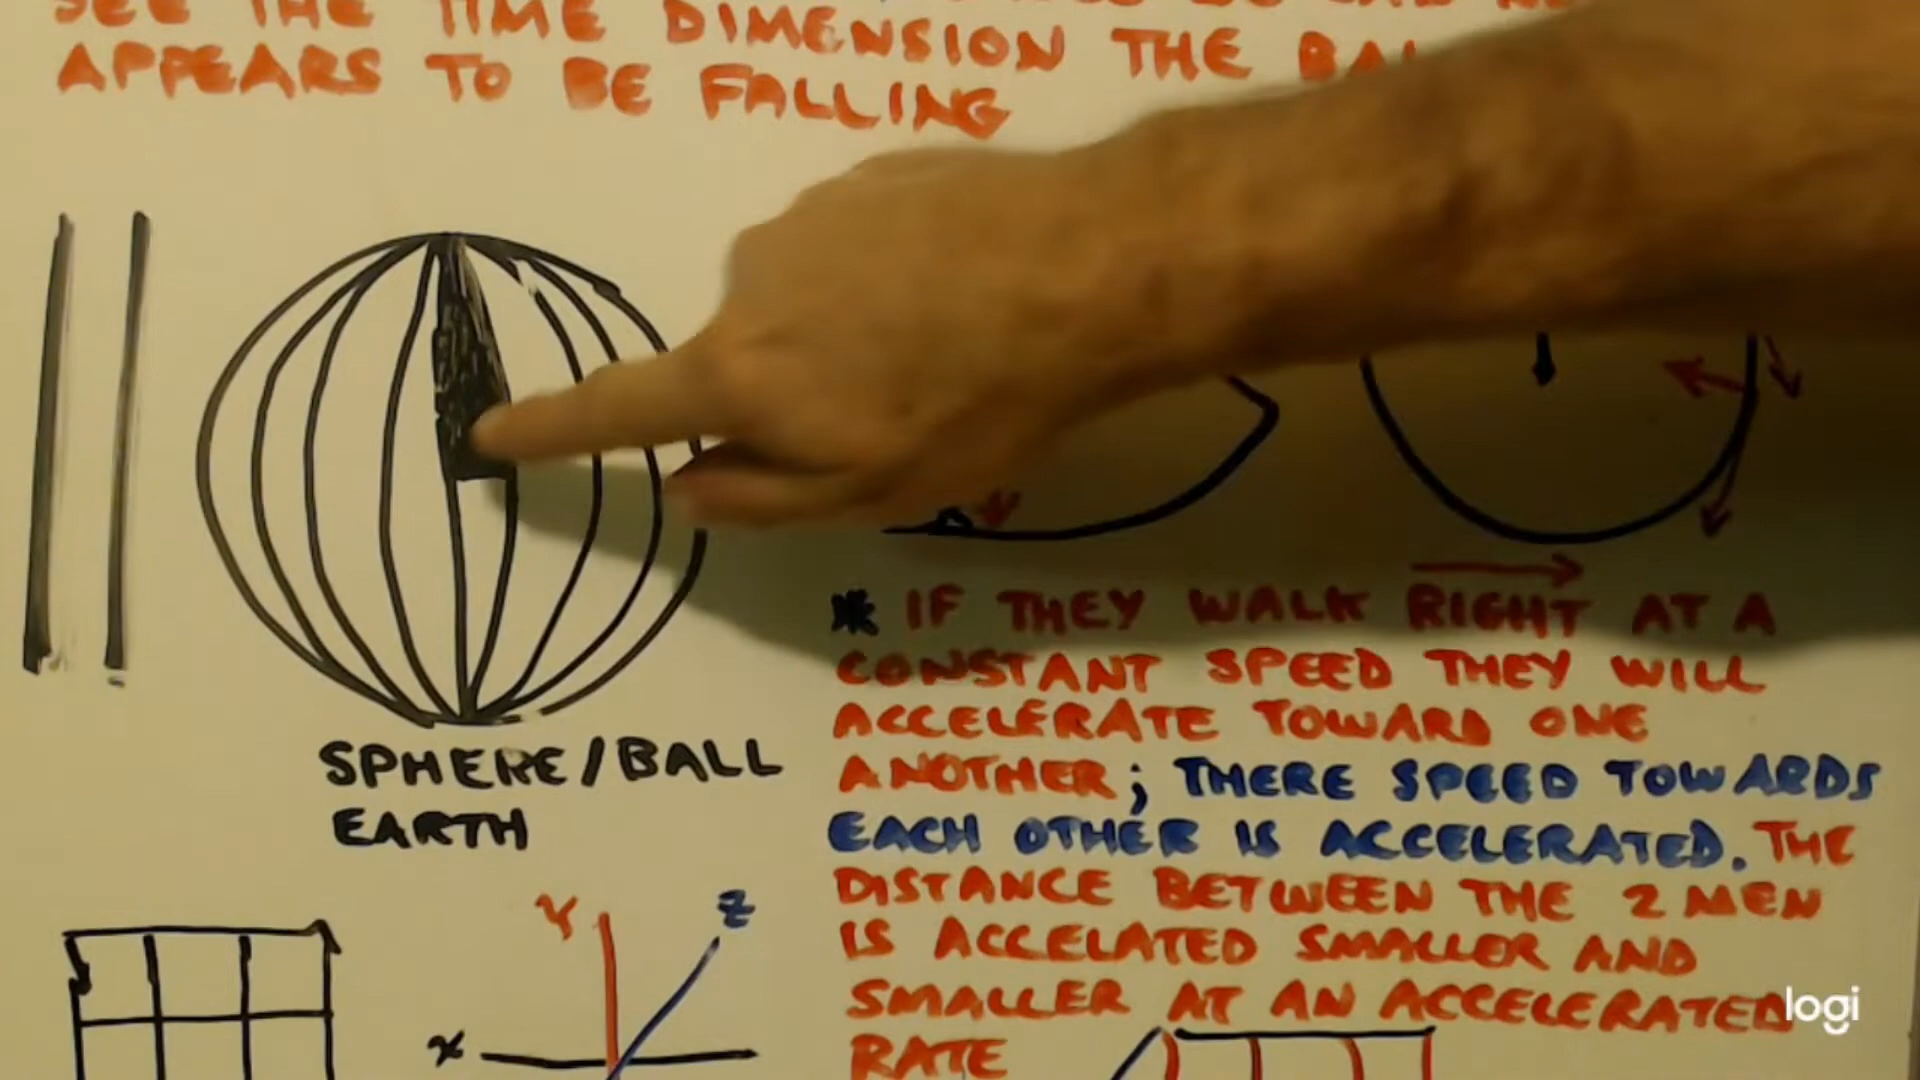 SEE THE TIME DIMENSION THE BAL
APPEARS TO BE FALLING
SPHERE/BALL
EARTH
* IF THEY WALK RIGHT AT A
CONSTANT SPEED THEY WILL
ACCELERATE TOWARD ONE
ANOTHER; THERE SPEED TOWARDS
EACH OTHER IS ACCELERATED. THE
DISTANCE BETWEEN THE 2 MEN
IS ACCELATED SMALLER AND
SMALLER AT AN ACCELERATED
RATE
Y
Z
X
logi